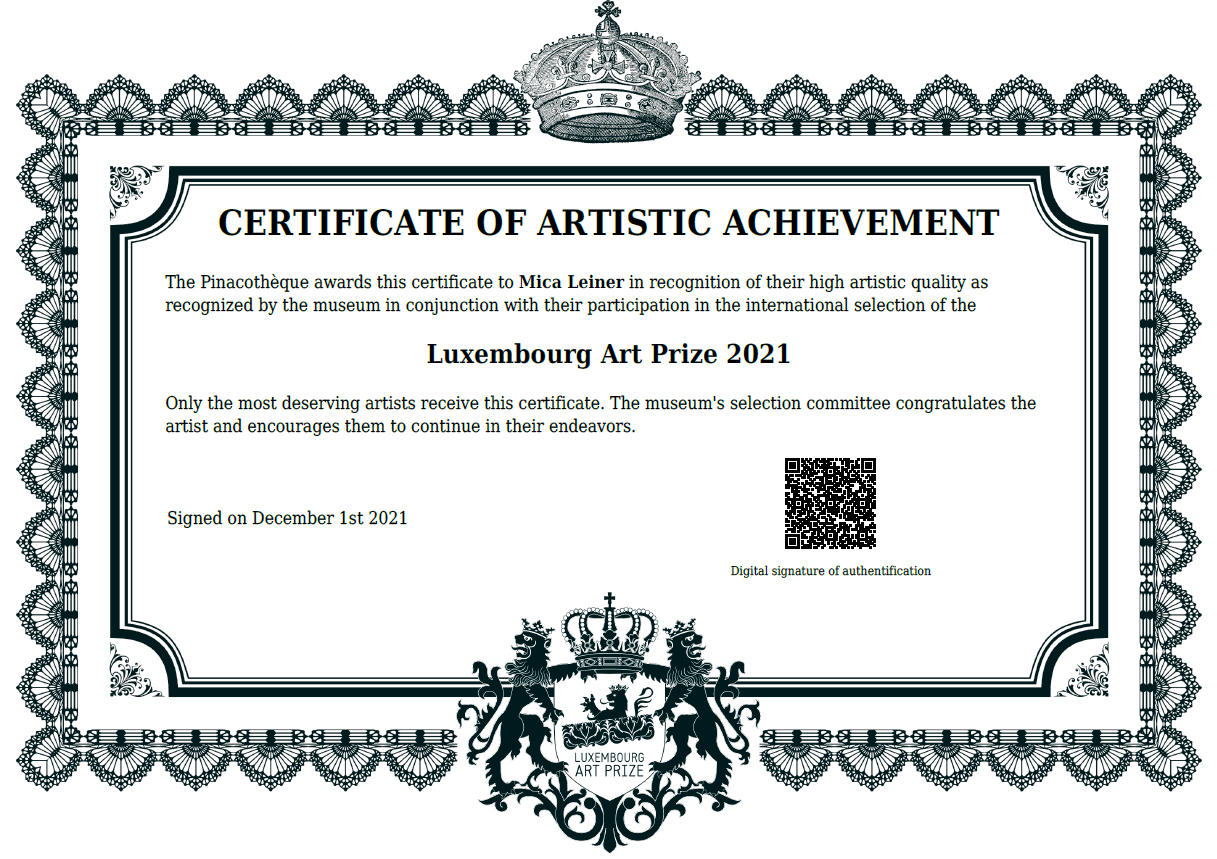 CERTIFICATE OF ARTISTIC ACHIEVEMENT
The Pinacothèque awards this certificate to Mica Leiner in recognition of their high artistic quality as
recognized by the museum in conjunction with their participation in the international selection of the
Luxembourg Art Prize 2021
Only the most deserving artists receive this certificate. The museum's selection committee congratulates the
artist and encourages them to continue in their endeavors.
Signed on December 1st 2021
Digital signature of authentification
LUXEMBOURG
ART PRIZE